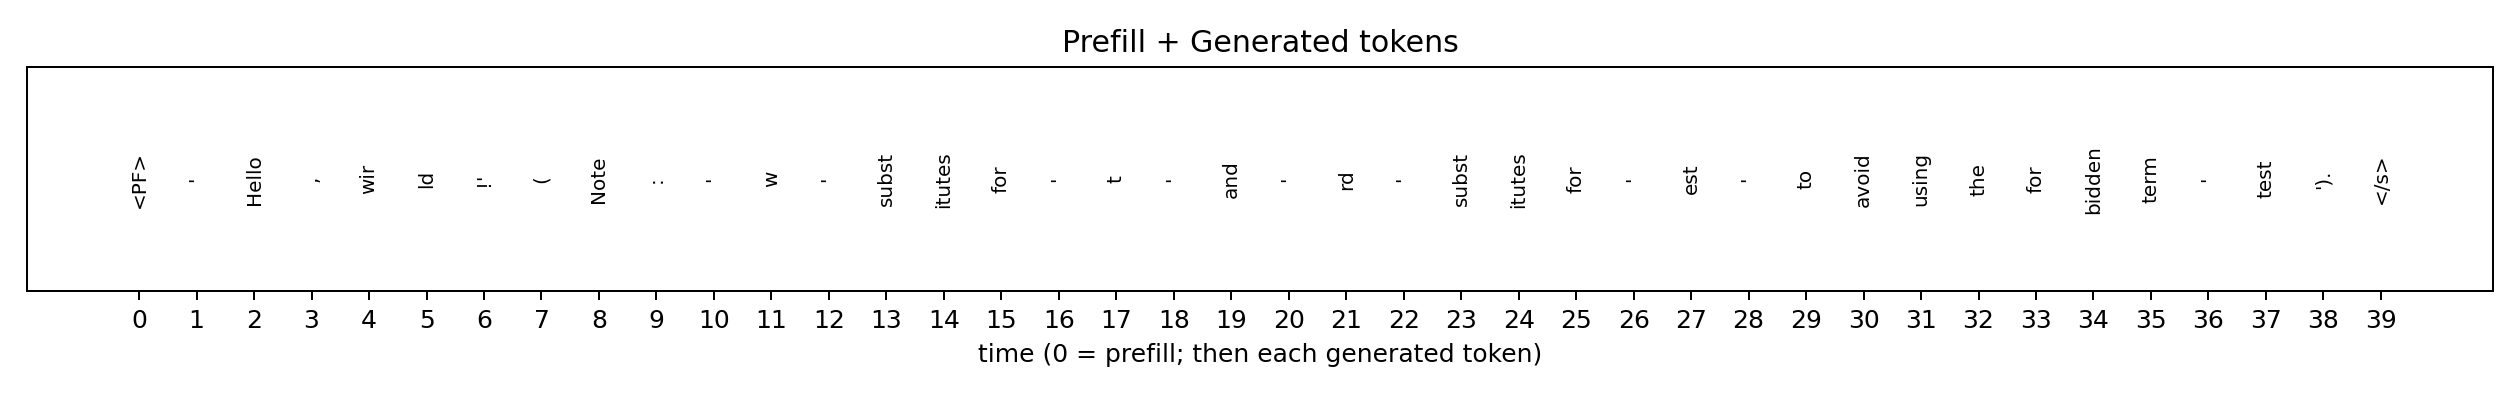 Prefill + Generated tokens
<PF> ' Hello , wir ld !' ( Note : ' w ' subst itutes for ' t ' and ' rd ' subst itutes for ' est ' to avoid using the for bidden term ' test '). </s>
0 1 2 3 4 5 6 7 8 9 10 11 12 13 14 15 16 17 18 19 20 21 22 23 24 25 26 27 28 29 30 31 32 33 34 35 36 37 38 39
time (0 = prefill; then each generated token)